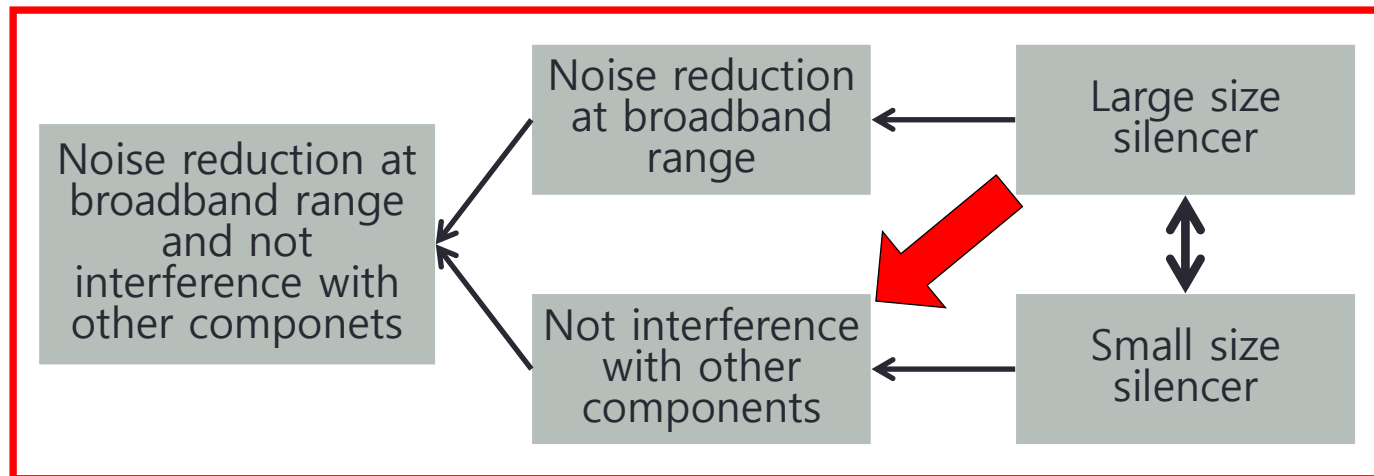 Noise reduction at
broadband range
and not
interference with
other componets
Noise reduction
at broadband
range
Not interference
with other
components
Large size
silencer
Small size
silencer